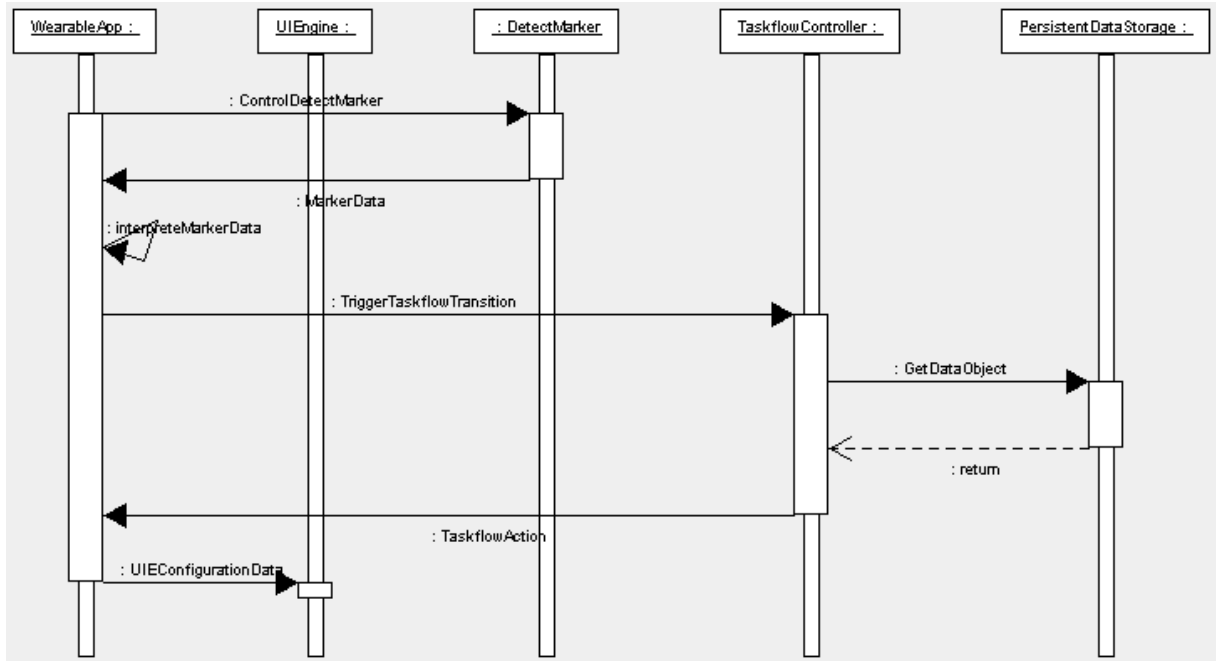 WearableApp :
UIEngine :
: DetectMarker
TaskflowController :
PersistentDataStorage :
: ControlDetectMarker
: MarkerData
: interpreteMarkerData
: TriggerTaskflowTransition
: GetDataObject
: return
: TaskflowAction
: UIEConfigurationData